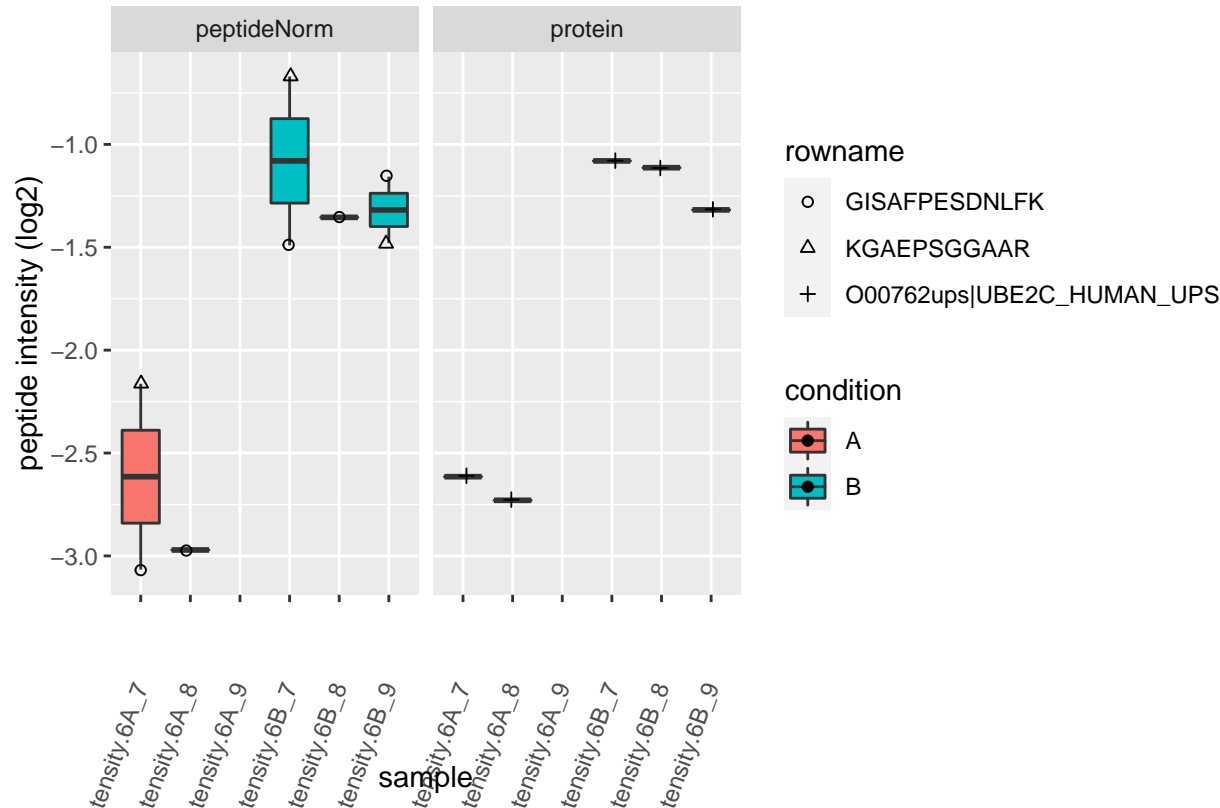 peptideNorm
protein
peptide intensity (log2)
−1.0
−1.5
−2.0
−2.5
−3.0
tensity.6A_7
tensity.6A_8
tensity.6A_9
tensity.6B_7
tensity.6B_8
tensity.6B_9
tensity.6A_7
tensity.6A_8
tensity.6A_9
tensity.6B_7
tensity.6B_8
tensity.6B_9
sample
rowname
GISAFPESDNLFK
KGAEPSGGAAR
O00762ups|UBE2C_HUMAN_UPS
condition
A
B